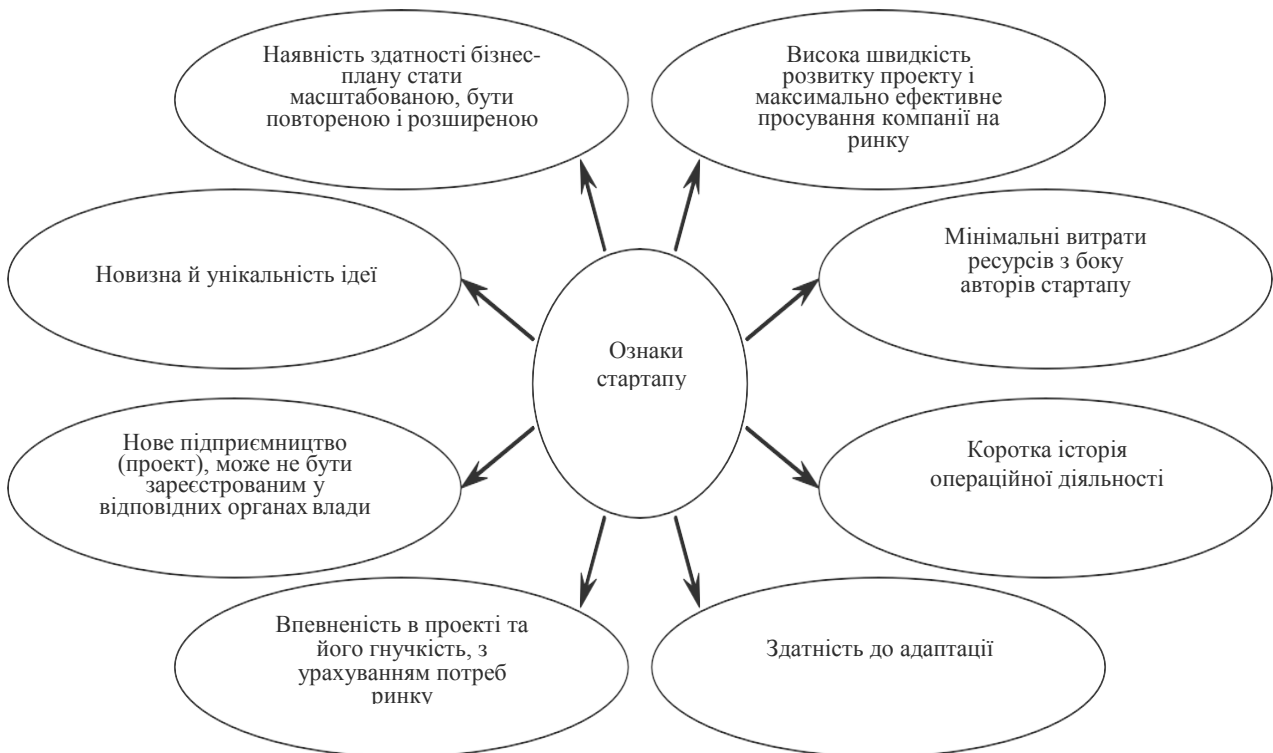 Наявність здатності бізнес-
плану стати
масштабованою, бути
повтореною і розширеною
Висока швидкість
розвитку проекту і
максимально ефективне
просування компанії на
ринку
Новизна й унікальність ідеї
Мінімальні витрати
ресурсів з боку
авторів стартапу
Ознаки
стартапу
Нове підприємництво
(проект), може не бути
зареєстрованим у
відповідних органах влади
Коротка історія
операційної діяльності
Впевненість в проекті та
його гнучкість, з
урахуванням потреб
ринку
Здатність до адаптації